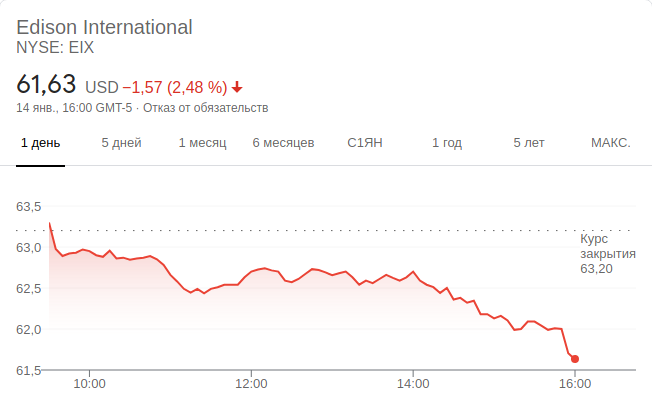 Edison International
NYSE: EIX
61,63 USD −1,57 (2,48 %)
14 янв., 16:00 GMT-5 · Отказ от обязательств
1 день 5 дней 1 месяц 6 месяцев С1ЯН 1 год 5 лет МАКС.
63,5
63,0
62,5
62,0
61,5
Курс
закрытия
63,20
10:00 12:00 14:00 16:00